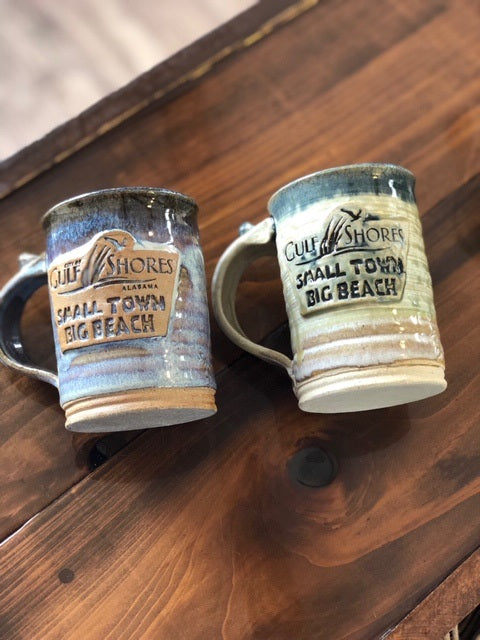 GULF SHORES
ALABAMA
SMALL TOWN
BIG BEACH
GULF SHORES
SMALL TOWN
BIG BEACH